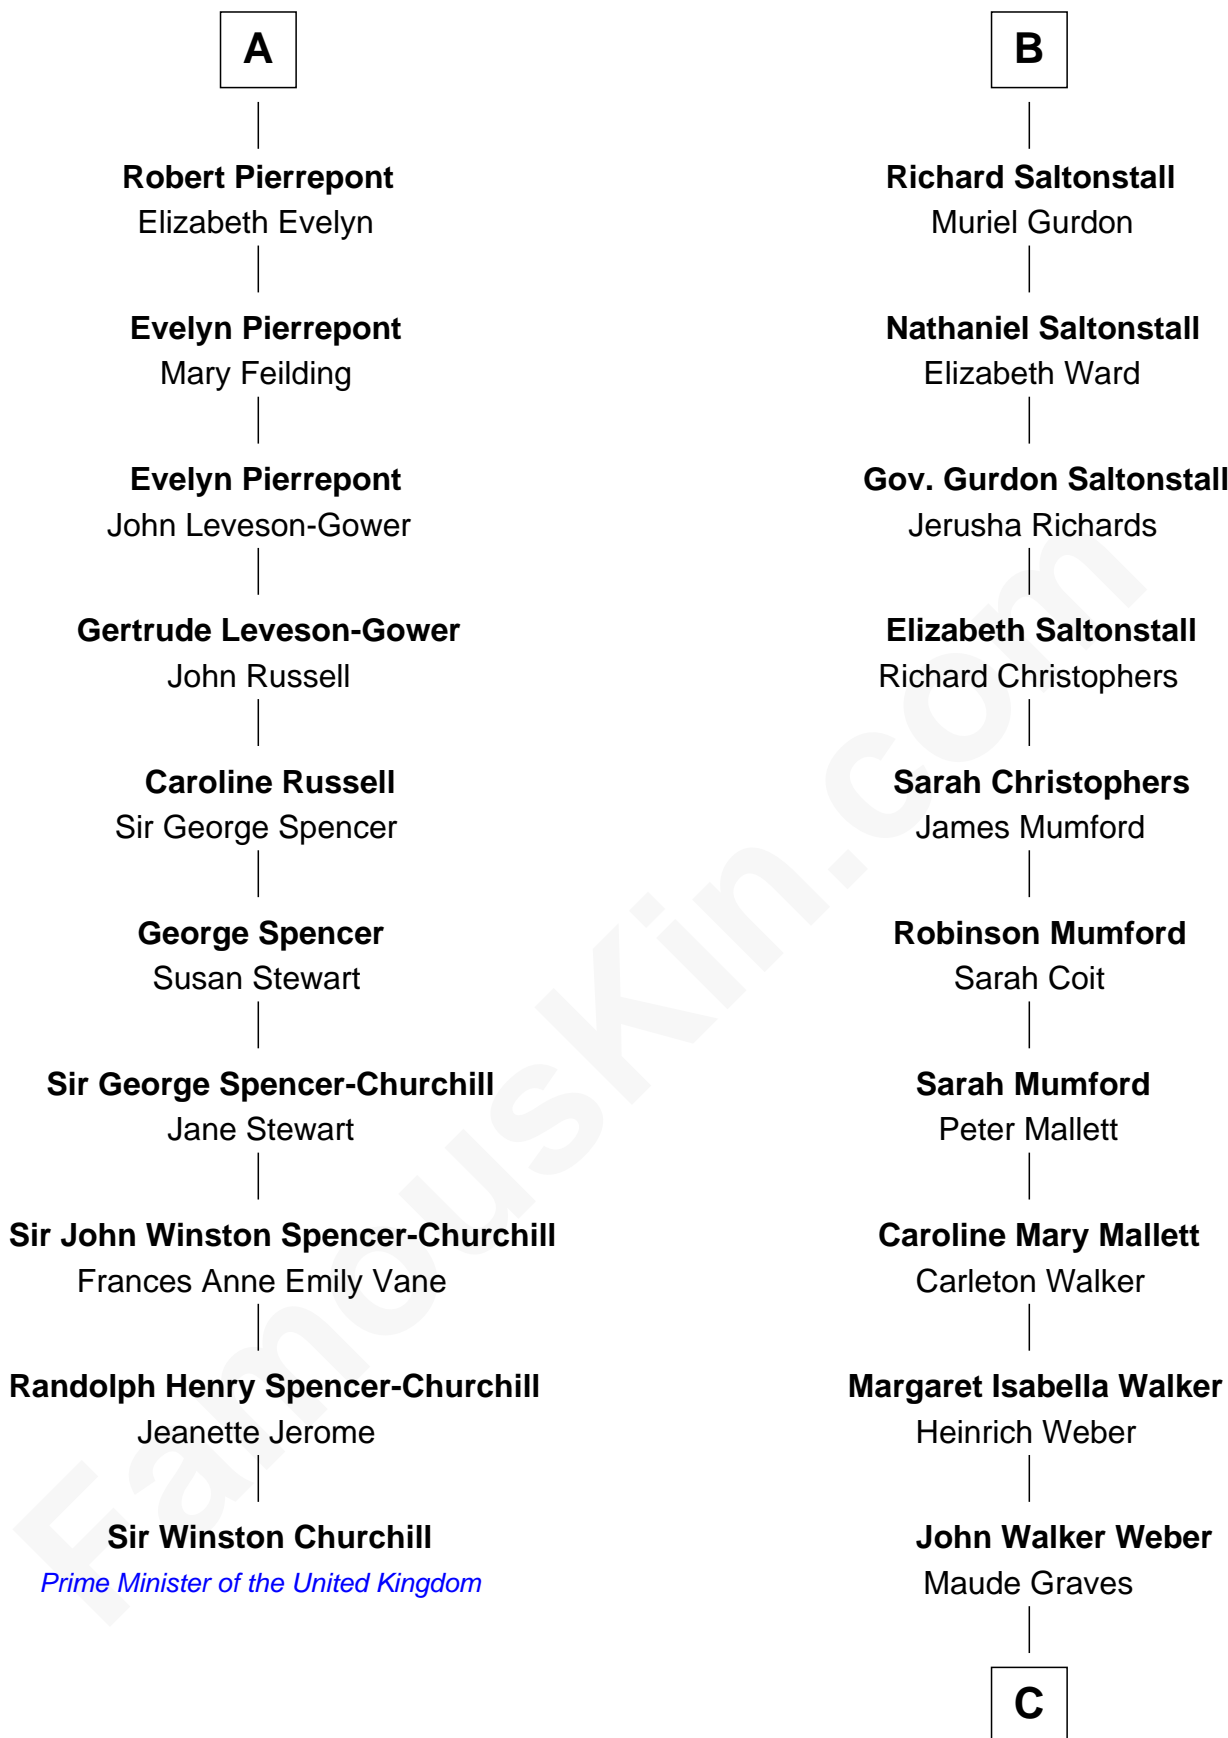 A
Robert Pierrepont
Elizabeth Evelyn
Evelyn Pierrepont
Mary Feilding
Evelyn Pierrepont
John Leveson-Gower
Gertrude Leveson-Gower
John Russell
Caroline Russell
Sir George Spencer
George Spencer
Susan Stewart
Sir George Spencer-Churchill
Jane Stewart
Sir John Winston Spencer-Churchill
Frances Anne Emily Vane
Randolph Henry Spencer-Churchill
Jeanette Jerome
Sir Winston Churchill
Prime Minister of the United Kingdom
B
Richard Saltonstall
Muriel Gurdon
Nathaniel Saltonstall
Elizabeth Ward
Gov. Gurdon Saltonstall
Jerusha Richards
Elizabeth Saltonstall
Richard Christophers
Sarah Christophers
James Mumford
Robinson Mumford
Sarah Coit
Sarah Mumford
Peter Mallett
Caroline Mary Mallett
Carleton Walker
Margaret Isabella Walker
Heinrich Weber
John Walker Weber
Maude Graves
C
FamousKin.com